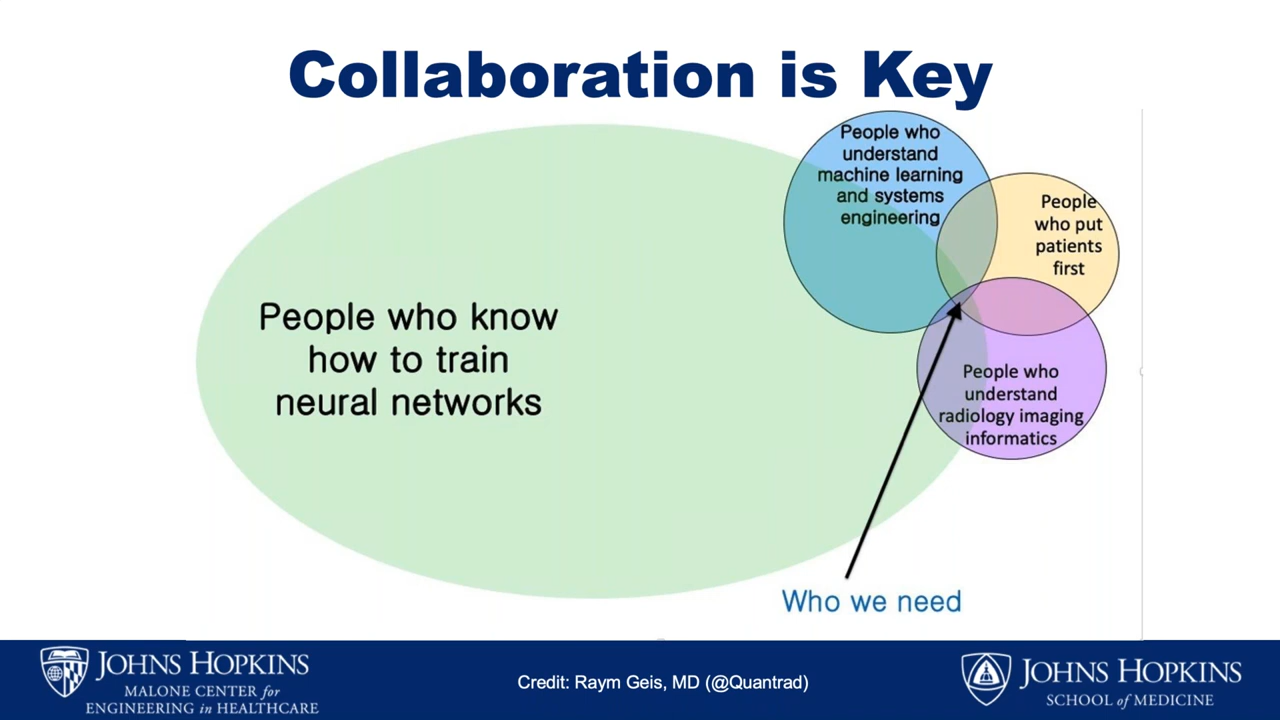 Collaboration is Key
People who
understand
machine learning
and systems
engineering
People
who put
patients
first
People who know
how to train
neural networks
People who
understand
radiology imaging
informatics
Who we need
JOHNS HOPKINS
MALONE CENTER for
ENGINEERING in HEALTHCARE
Credit: Raym Geis, MD (@Quantrad)
JOHNS HOPKINS
SCHOOL of MEDICINE